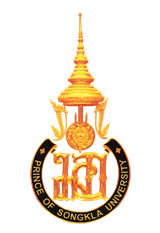 ม.อ.
PRINCE OF SONGKLA UNIVERSITY